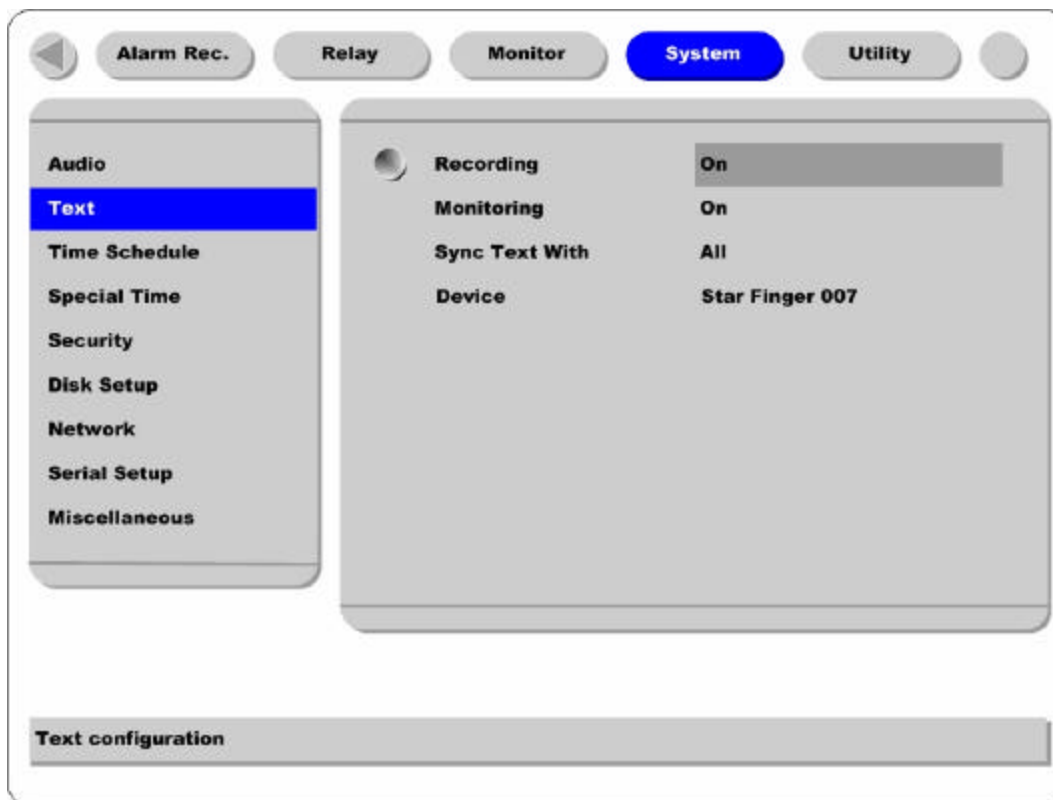 Alarm Rec. Relay Monitor System Utility
Audio
Text
Time Schedule
Special Time
Security
Disk Setup
Network
Serial Setup
Miscellaneous
Recording On
Monitoring On
Sync Text With All
Device Star Finger 007
Text configuration